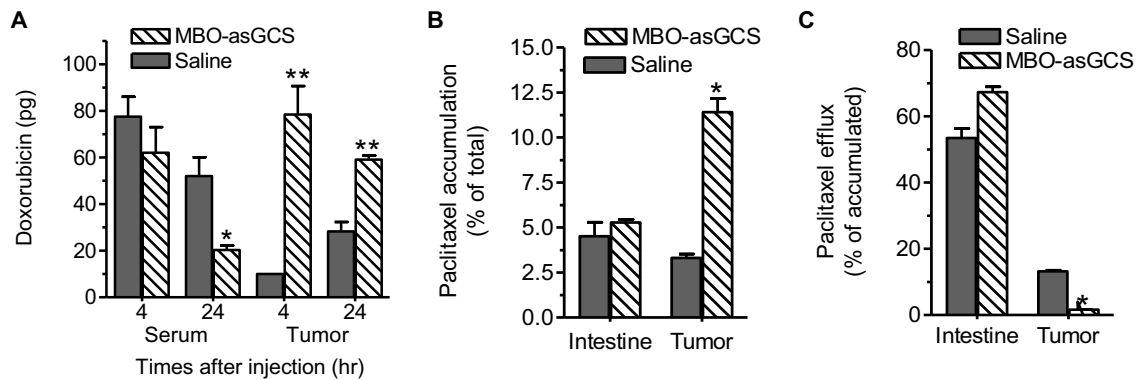 A
MBO-asGCS
Saline
Doxorubicin (pg)
100
80
60
40
20
0
**
**
*
4
24
4
24
Serum
Tumor
Times after injection (hr)
B
MBO-asGCS
Saline
Paclitaxel accumulation
(% of total)
15.0
12.5
10.0
7.5
5.0
2.5
0.0
*
Intestine
Tumor
C
Saline
MBO-asGCS
Paclitaxel efflux
(% of accumulated)
80
60
40
20
0
*
Intestine
Tumor